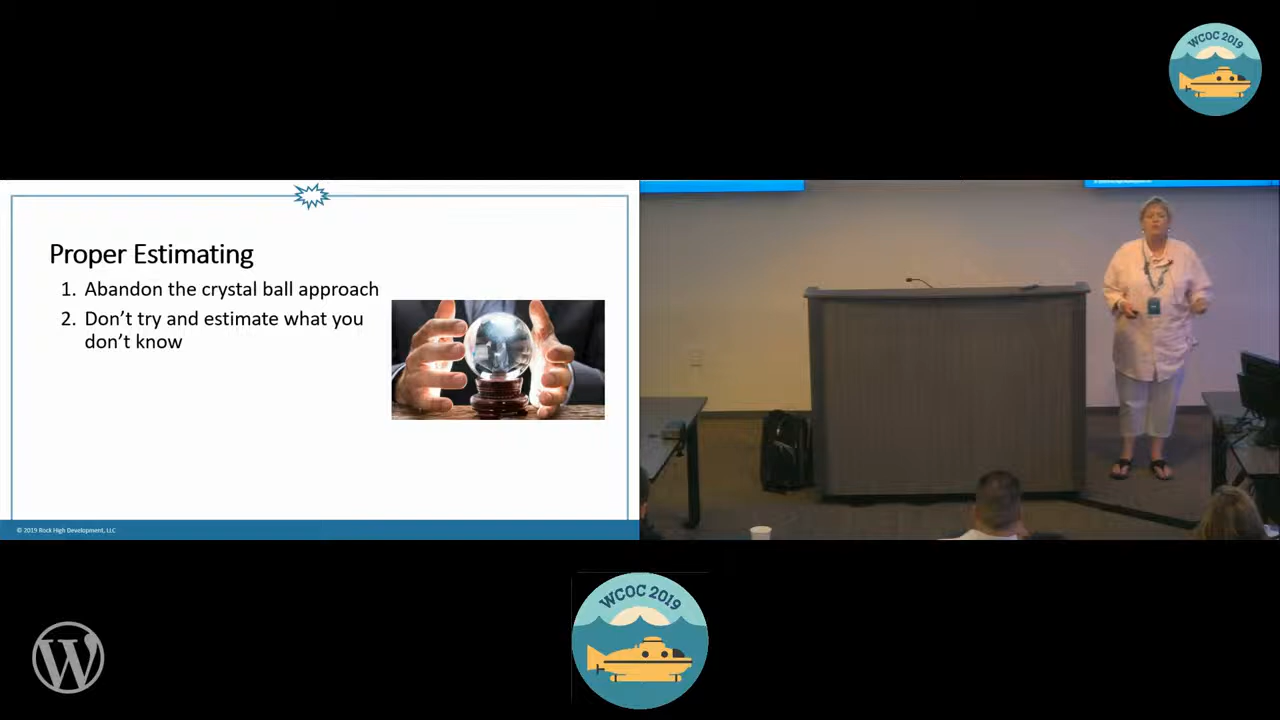 WCOC 2019
Proper Estimating
1. Abandon the crystal ball approach
2. Don't try and estimate what you
don't know
© 2019 Rock High Development, LLC
WCOC 2019
W